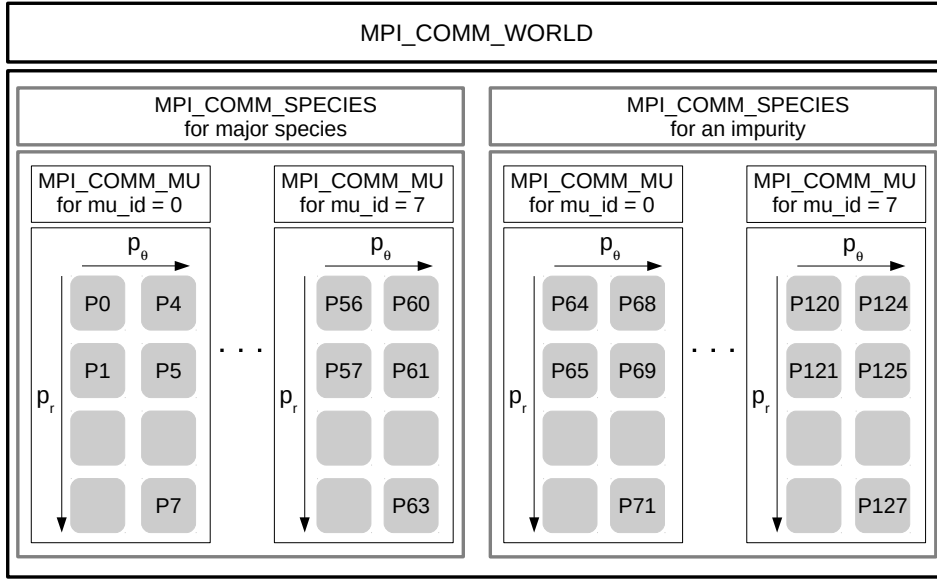 MPI_COMM_WORLD
MPI_COMM_SPECIES
for major species
MPI_COMM_SPECIES
for an impurity
MPI_COMM_MU
for mu_id = 0
MPI_COMM_MU
for mu_id = 7
MPI_COMM_MU
for mu_id = 0
MPI_COMM_MU
for mu_id = 7
pθ
pθ
pθ
pθ
P0 P4
P56 P60
P64 P68
P120 P124
. . .
. . .
P1 P5
P57 P61
P65 P69
P121 P125
pr
pr
pr
pr
P7
P63
P71
P127